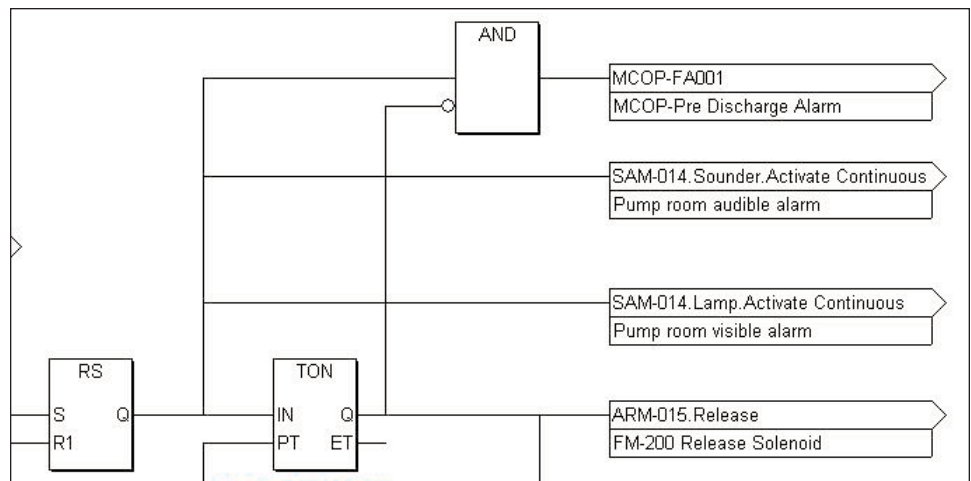 AND
MCOP-FA001
MCOP-Pre Discharge Alarm
SAM-014.Sounder.Activate Continuous
Pump room audible alarm
SAM-014.Lamp.Activate Continuous
Pump room visible alarm
RS
S Q
R1
TON
IN Q
PT ET
ARM-015.Release
FM-200 Release Solenoid